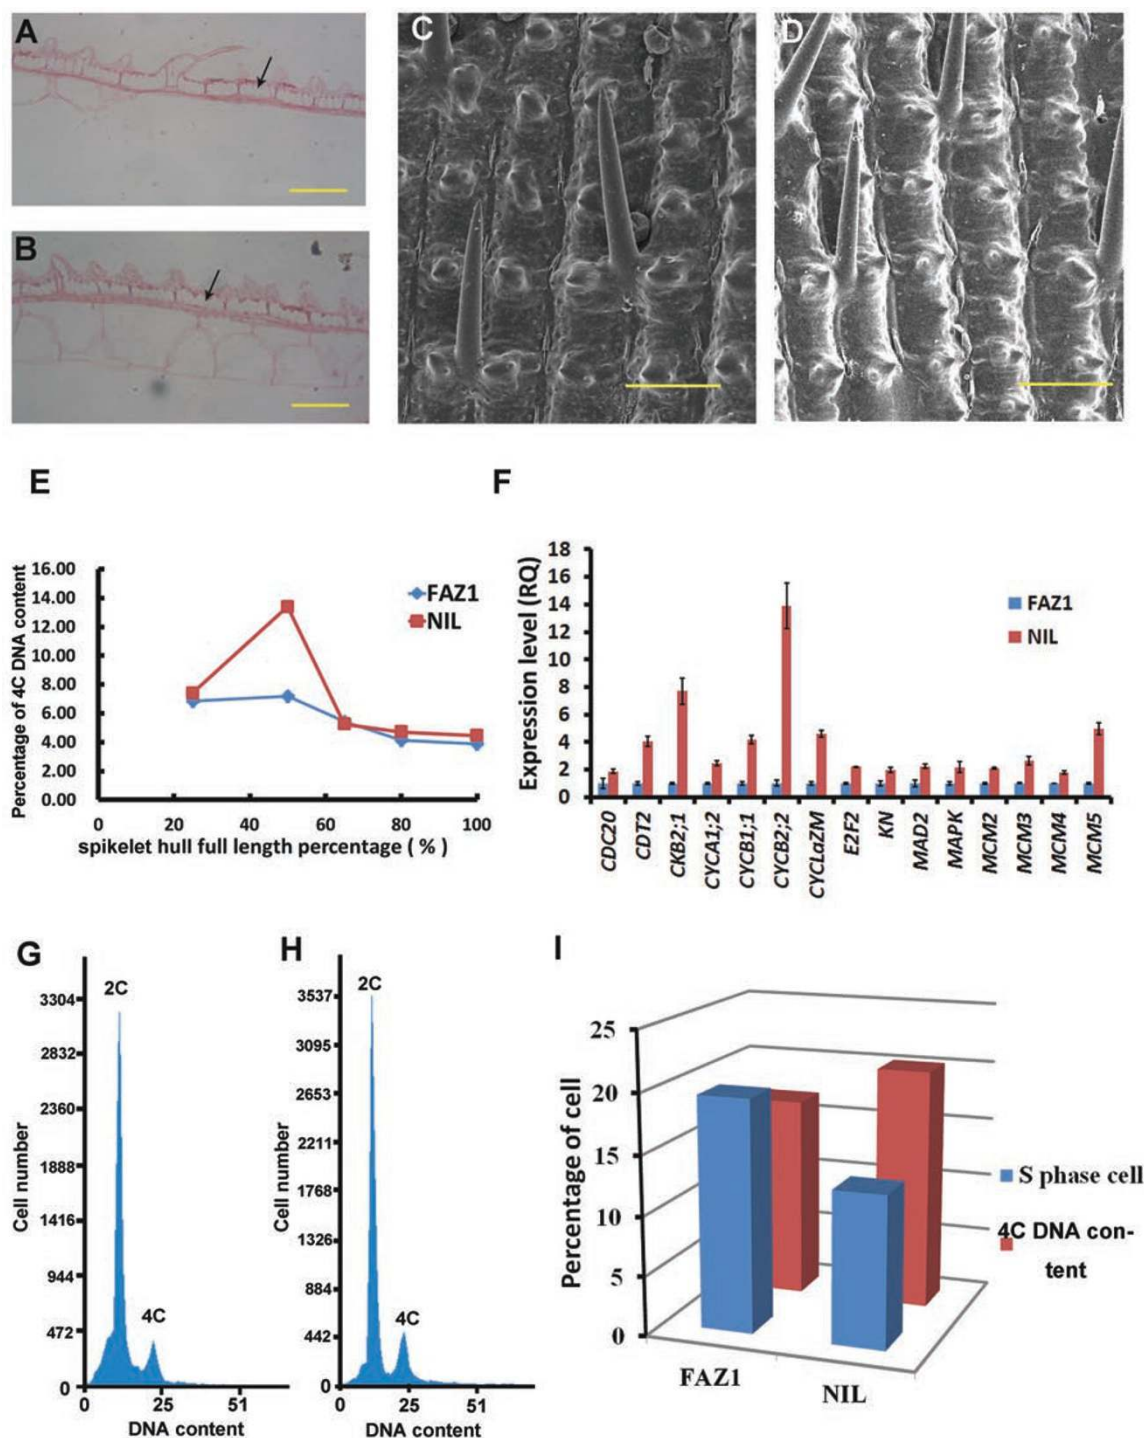 A
B
C
D
E
Percentage of 4C DNA content
16.00
14.00
12.00
10.00
8.00
6.00
4.00
2.00
0.00
0 20 40 60 80 100
spikelet hull full length percentage ( % )
FAZ1
NIL
F
Expression level (RQ)
18
16
14
12
10
8
6
4
2
0
FAZ1
NIL
CDC20
CDT2
CKB2;1
CYCA1;2
CYCB1;1
CYCB2;2
CYCLaZM
E2F2
KN
MAD2
MAPK
MCM2
MCM3
MCM4
MCM5
G
Cell number
3304
2832
2360
1888
1416
944
472
0
2C
4C
0 25 51
DNA content
H
Cell number
3537
3095
2653
2211
1768
1326
884
442
0
2C
4C
0 25 51
DNA content
I
Percentage of cell
25
20
15
10
5
0
FAZ1
NIL
S phase cell
4C DNA con-
tent